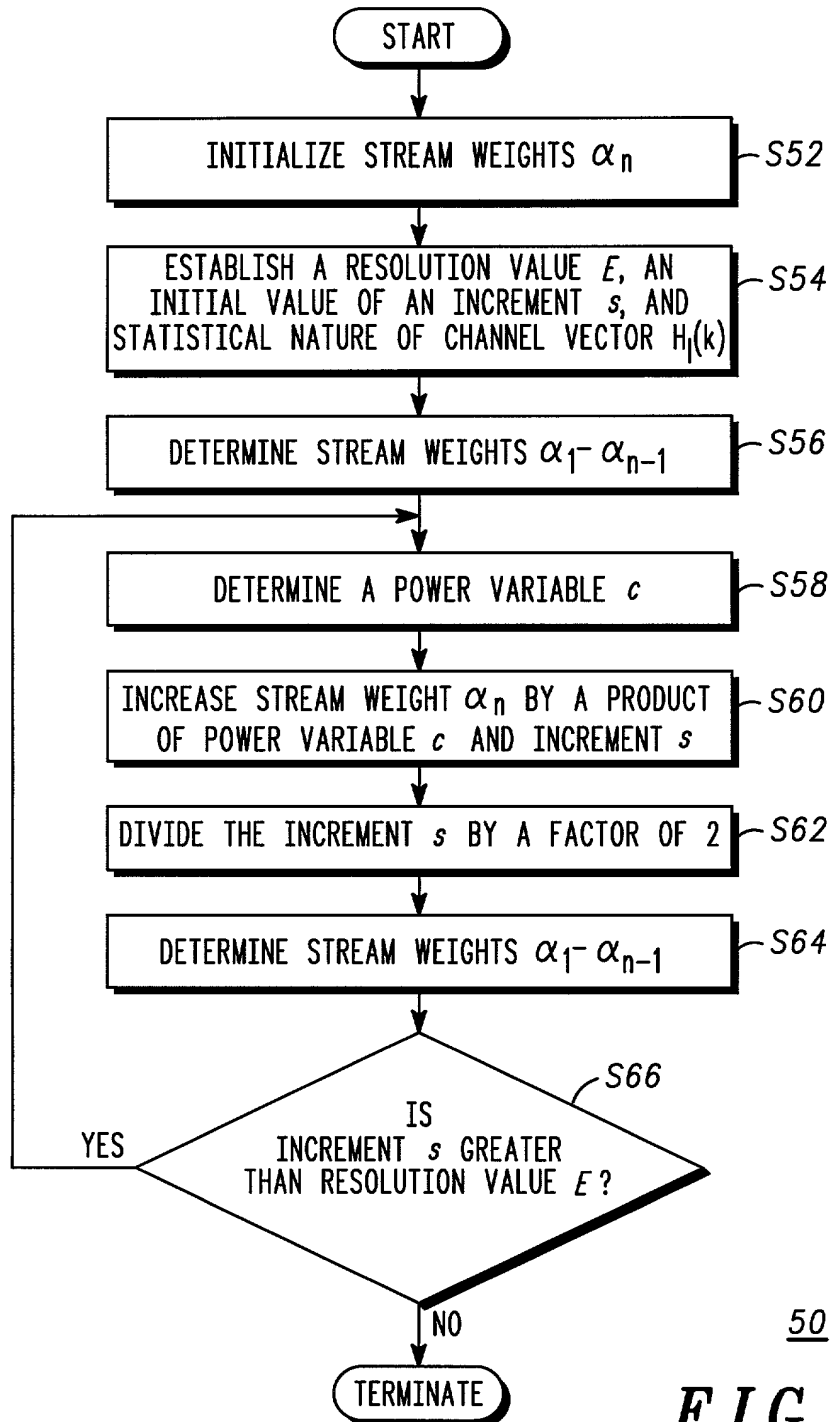 START
INITIALIZE STREAM WEIGHTS αn
S52
ESTABLISH A RESOLUTION VALUE E, AN
INITIAL VALUE OF AN INCREMENT s, AND
STATISTICAL NATURE OF CHANNEL VECTOR Hl(k)
S54
DETERMINE STREAM WEIGHTS α1- αn-1
S56
DETERMINE A POWER VARIABLE c
S58
INCREASE STREAM WEIGHT αn BY A PRODUCT
OF POWER VARIABLE c AND INCREMENT s
S60
DIVIDE THE INCREMENT s BY A FACTOR OF 2
S62
DETERMINE STREAM WEIGHTS α1- αn-1
S64
S66
IS
INCREMENT s GREATER
THAN RESOLUTION VALUE E?
YES
NO
50
TERMINATE
FIG